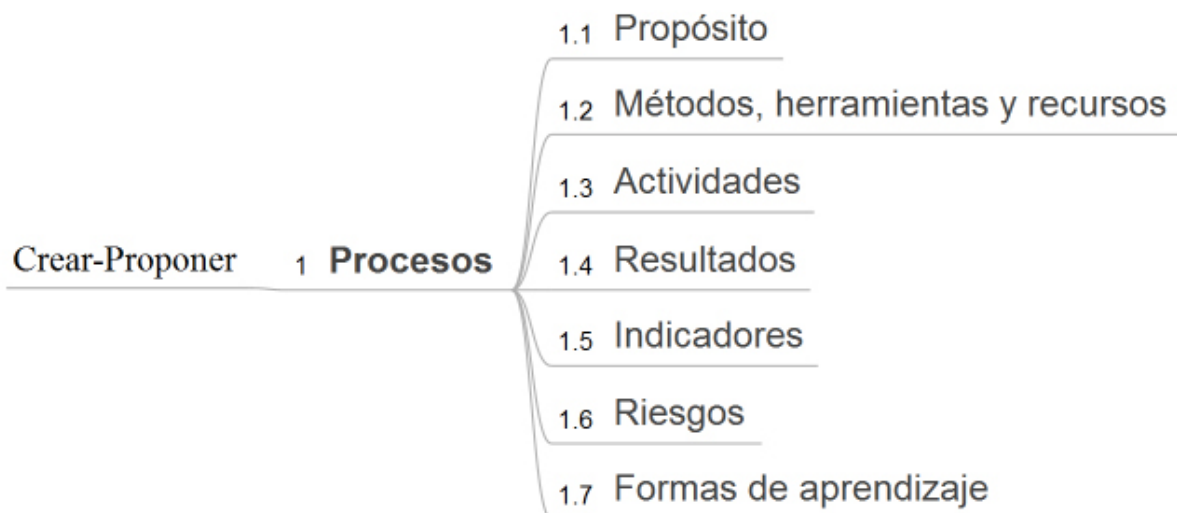 Crear-Proponer
1 Procesos
1.1 Propósito
1.2 Métodos, herramientas y recursos
1.3 Actividades
1.4 Resultados
1.5 Indicadores
1.6 Riesgos
1.7 Formas de aprendizaje